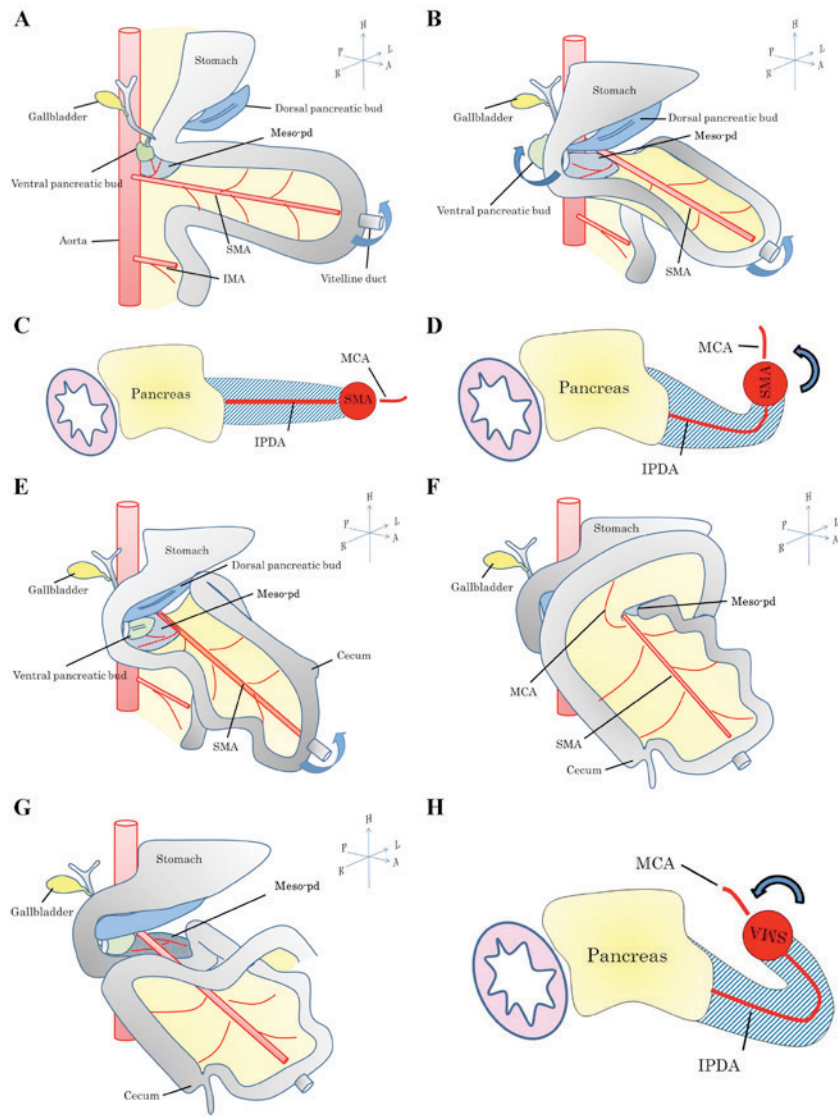 A
Stomach
H
P
L
R
A
Gallbladder
Dorsal pancreatic bud
Meso-pd
Ventral pancreatic bud
Aorta
SMA
IMA
Vitelline duct
B
Stomach
H
P
L
R
A
Gallbladder
Dorsal pancreatic bud
Meso-pd
Ventral pancreatic bud
SMA
C
Pancreas
MCA
SMA
IPDA
D
MCA
Pancreas
SMA
IPDA
E
Stomach
H
P
L
R
A
Gallbladder
Dorsal pancreatic bud
Meso-pd
Ventral pancreatic bud
Cecum
SMA
F
Stomach
H
P
L
R
A
Gallbladder
Meso-pd
MCA
SMA
Cecum
G
Stomach
H
P
L
R
A
Gallbladder
Meso-pd
Cecum
H
MCA
SMA
Pancreas
IPDA